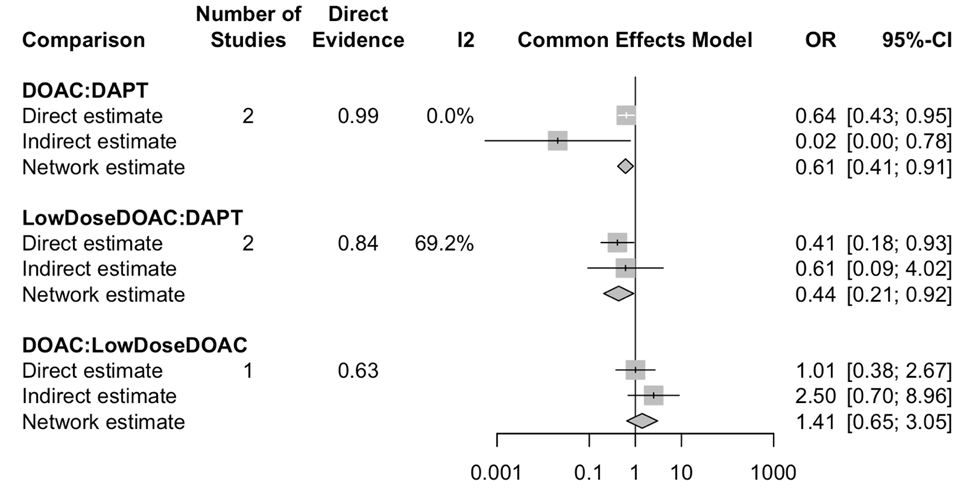 Number of Direct
Comparison Studies Evidence I2 Common Effects Model OR 95%-CI
DOAC:DAPT
Direct estimate 2 0.99 0.0% 0.64 [0.43; 0.95]
Indirect estimate 0.02 [0.00; 0.78]
Network estimate 0.61 [0.41; 0.91]
LowDoseDOAC:DAPT
Direct estimate 2 0.84 69.2% 0.41 [0.18; 0.93]
Indirect estimate 0.61 [0.09; 4.02]
Network estimate 0.44 [0.21; 0.92]
DOAC:LowDoseDOAC
Direct estimate 1 0.63 1.01 [0.38; 2.67]
Indirect estimate 2.50 [0.70; 8.96]
Network estimate 1.41 [0.65; 3.05]
0.001 0.1 1 10 1000